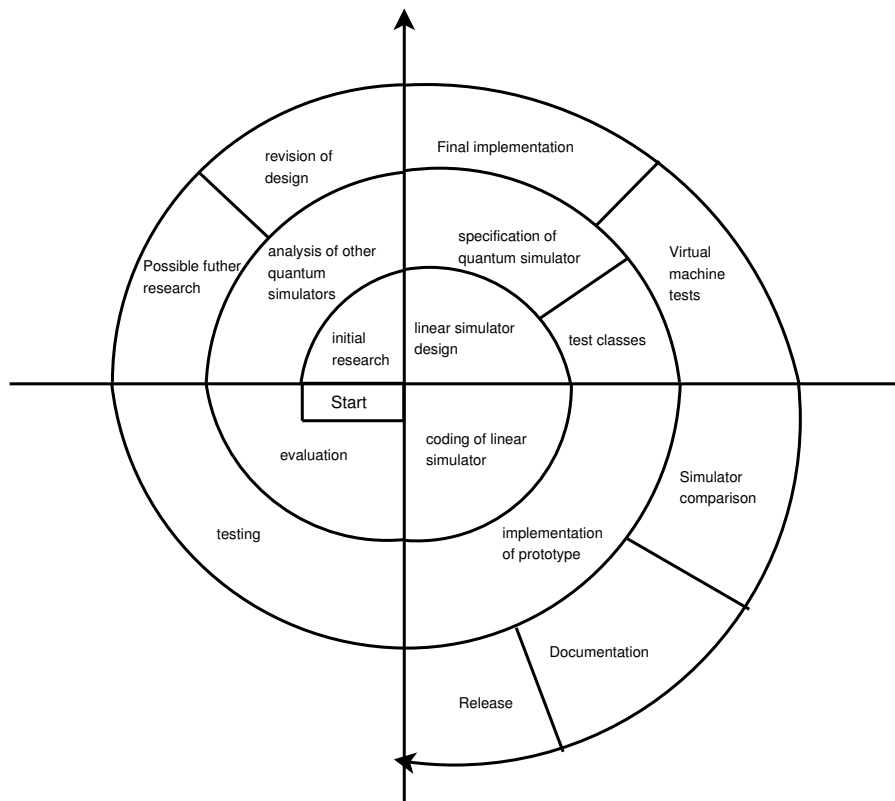 Final implementation
revision of
design
specification of
quantum simulator
analysis of other
quantum
simulators
Possible futher
research
Virtual
machine
tests
initial
research
linear simulator
design
test classes
Start
evaluation
coding of linear
simulator
Simulator
comparison
testing
implementation
of prototype
Documentation
Release